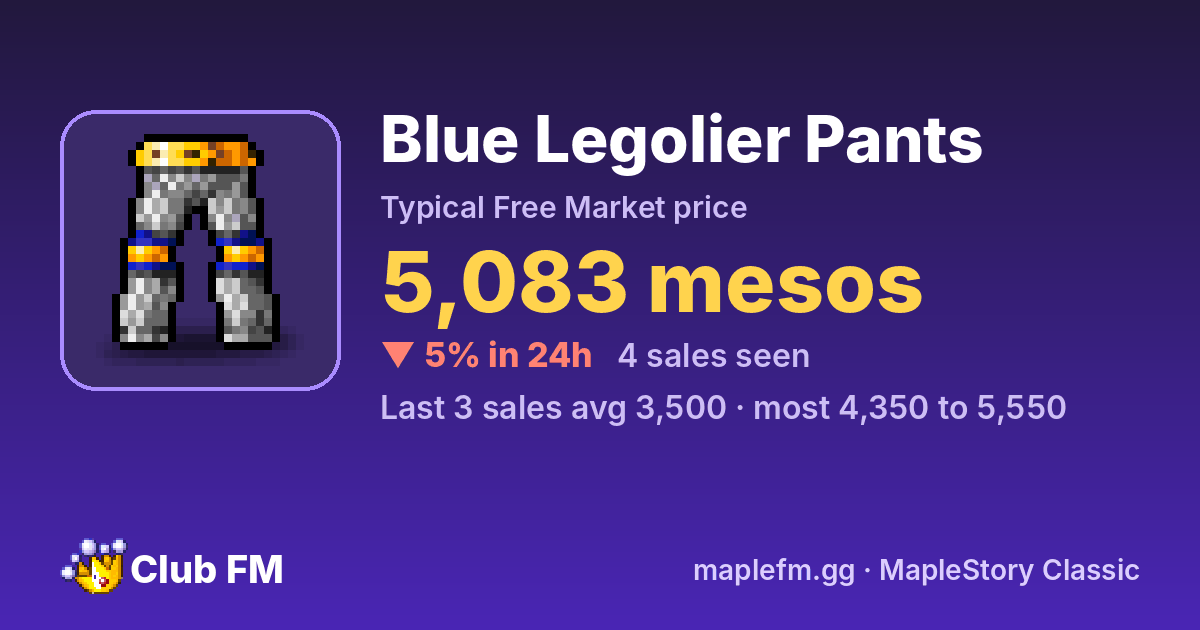 Blue Legolier Pants
Typical Free Market price
5,083 mesos
▼ 5% in 24h 4 sales seen
Last 3 sales avg 3,500 · most 4,350 to 5,550
Club FM
maplefm.gg · MapleStory Classic